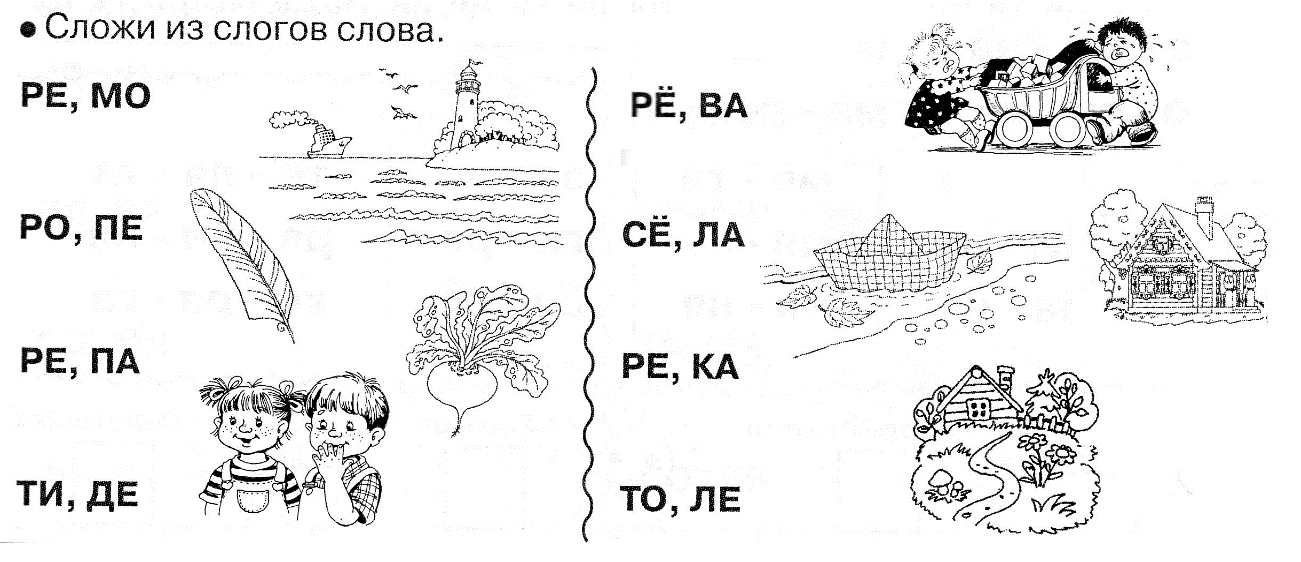 • Сложи из слогов слова.
РЕ, МО
РО, ПЕ
РЕ, ПА
ТИ, ДЕ
РЁ, ВА
СЁ, ЛА
РЕ, КА
ТО, ЛЕ